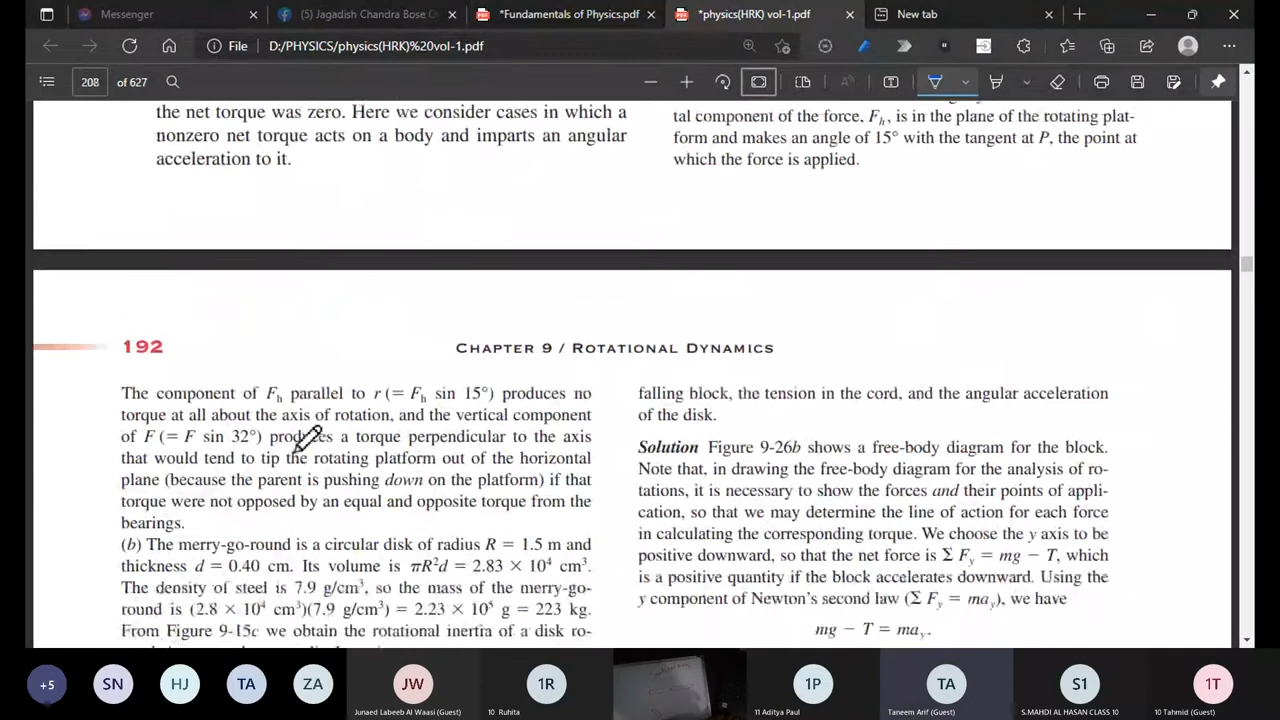 Messenger
(5) Jagadish Chandra Bose C
*Fundamentals of Physics.pdf
*physics(HRK) vol-1.pdf
New tab
File
D:/PHYSICS/physics(HRK)%20vol-1.pdf
208 of 627
the net torque was zero. Here we consider cases in which a
nonzero net torque acts on a body and imparts an angular
acceleration to it.
tal component of the force, Fh, is in the plane of the rotating plat-
form and makes an angle of 15° with the tangent at P, the point at
which the force is applied.
192
CHAPTER 9 / ROTATIONAL DYNAMICS
The component of Fh parallel to r (= Fh sin 15°) produces no
torque at all about the axis of rotation, and the vertical component
of F (= F sin 32°) produces a torque perpendicular to the axis
that would tend to tip the rotating platform out of the horizontal
plane (because the parent is pushing down on the platform) if that
torque were not opposed by an equal and opposite torque from the
bearings.
(b) The merry-go-round is a circular disk of radius R = 1.5 m and
thickness d = 0.40 cm. Its volume is πR²d = 2.83 × 10⁴ cm³.
The density of steel is 7.9 g/cm³, so the mass of the merry-go-
round is (2.8 × 10⁴ cm³)(7.9 g/cm³) = 2.23 × 10⁵ g = 223 kg.
From Figure 9-15c we obtain the rotational inertia of a disk ro-
falling block, the tension in the cord, and the angular acceleration
of the disk.
Solution Figure 9-26b shows a free-body diagram for the block.
Note that, in drawing the free-body diagram for the analysis of ro-
tations, it is necessary to show the forces and their points of appli-
cation, so that we may determine the line of action for each force
in calculating the corresponding torque. We choose the y axis to be
positive downward, so that the net force is Σ Fy = mg − T, which
is a positive quantity if the block accelerates downward. Using the
y component of Newton's second law (Σ Fy = may), we have
mg − T = may.
+5
SN
HJ
TA
ZA
JW
Junaed Labeeb Al Waasi (Guest)
1R
10 Ruhita
1P
11 Aditya Paul
TA
Taneem Arif (Guest)
S1
S.MAHDI AL HASAN CLASS 10
1T
10 Tahmid (Guest)